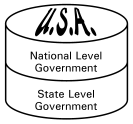 U.S.A.
National Level
Government
State Level
Government